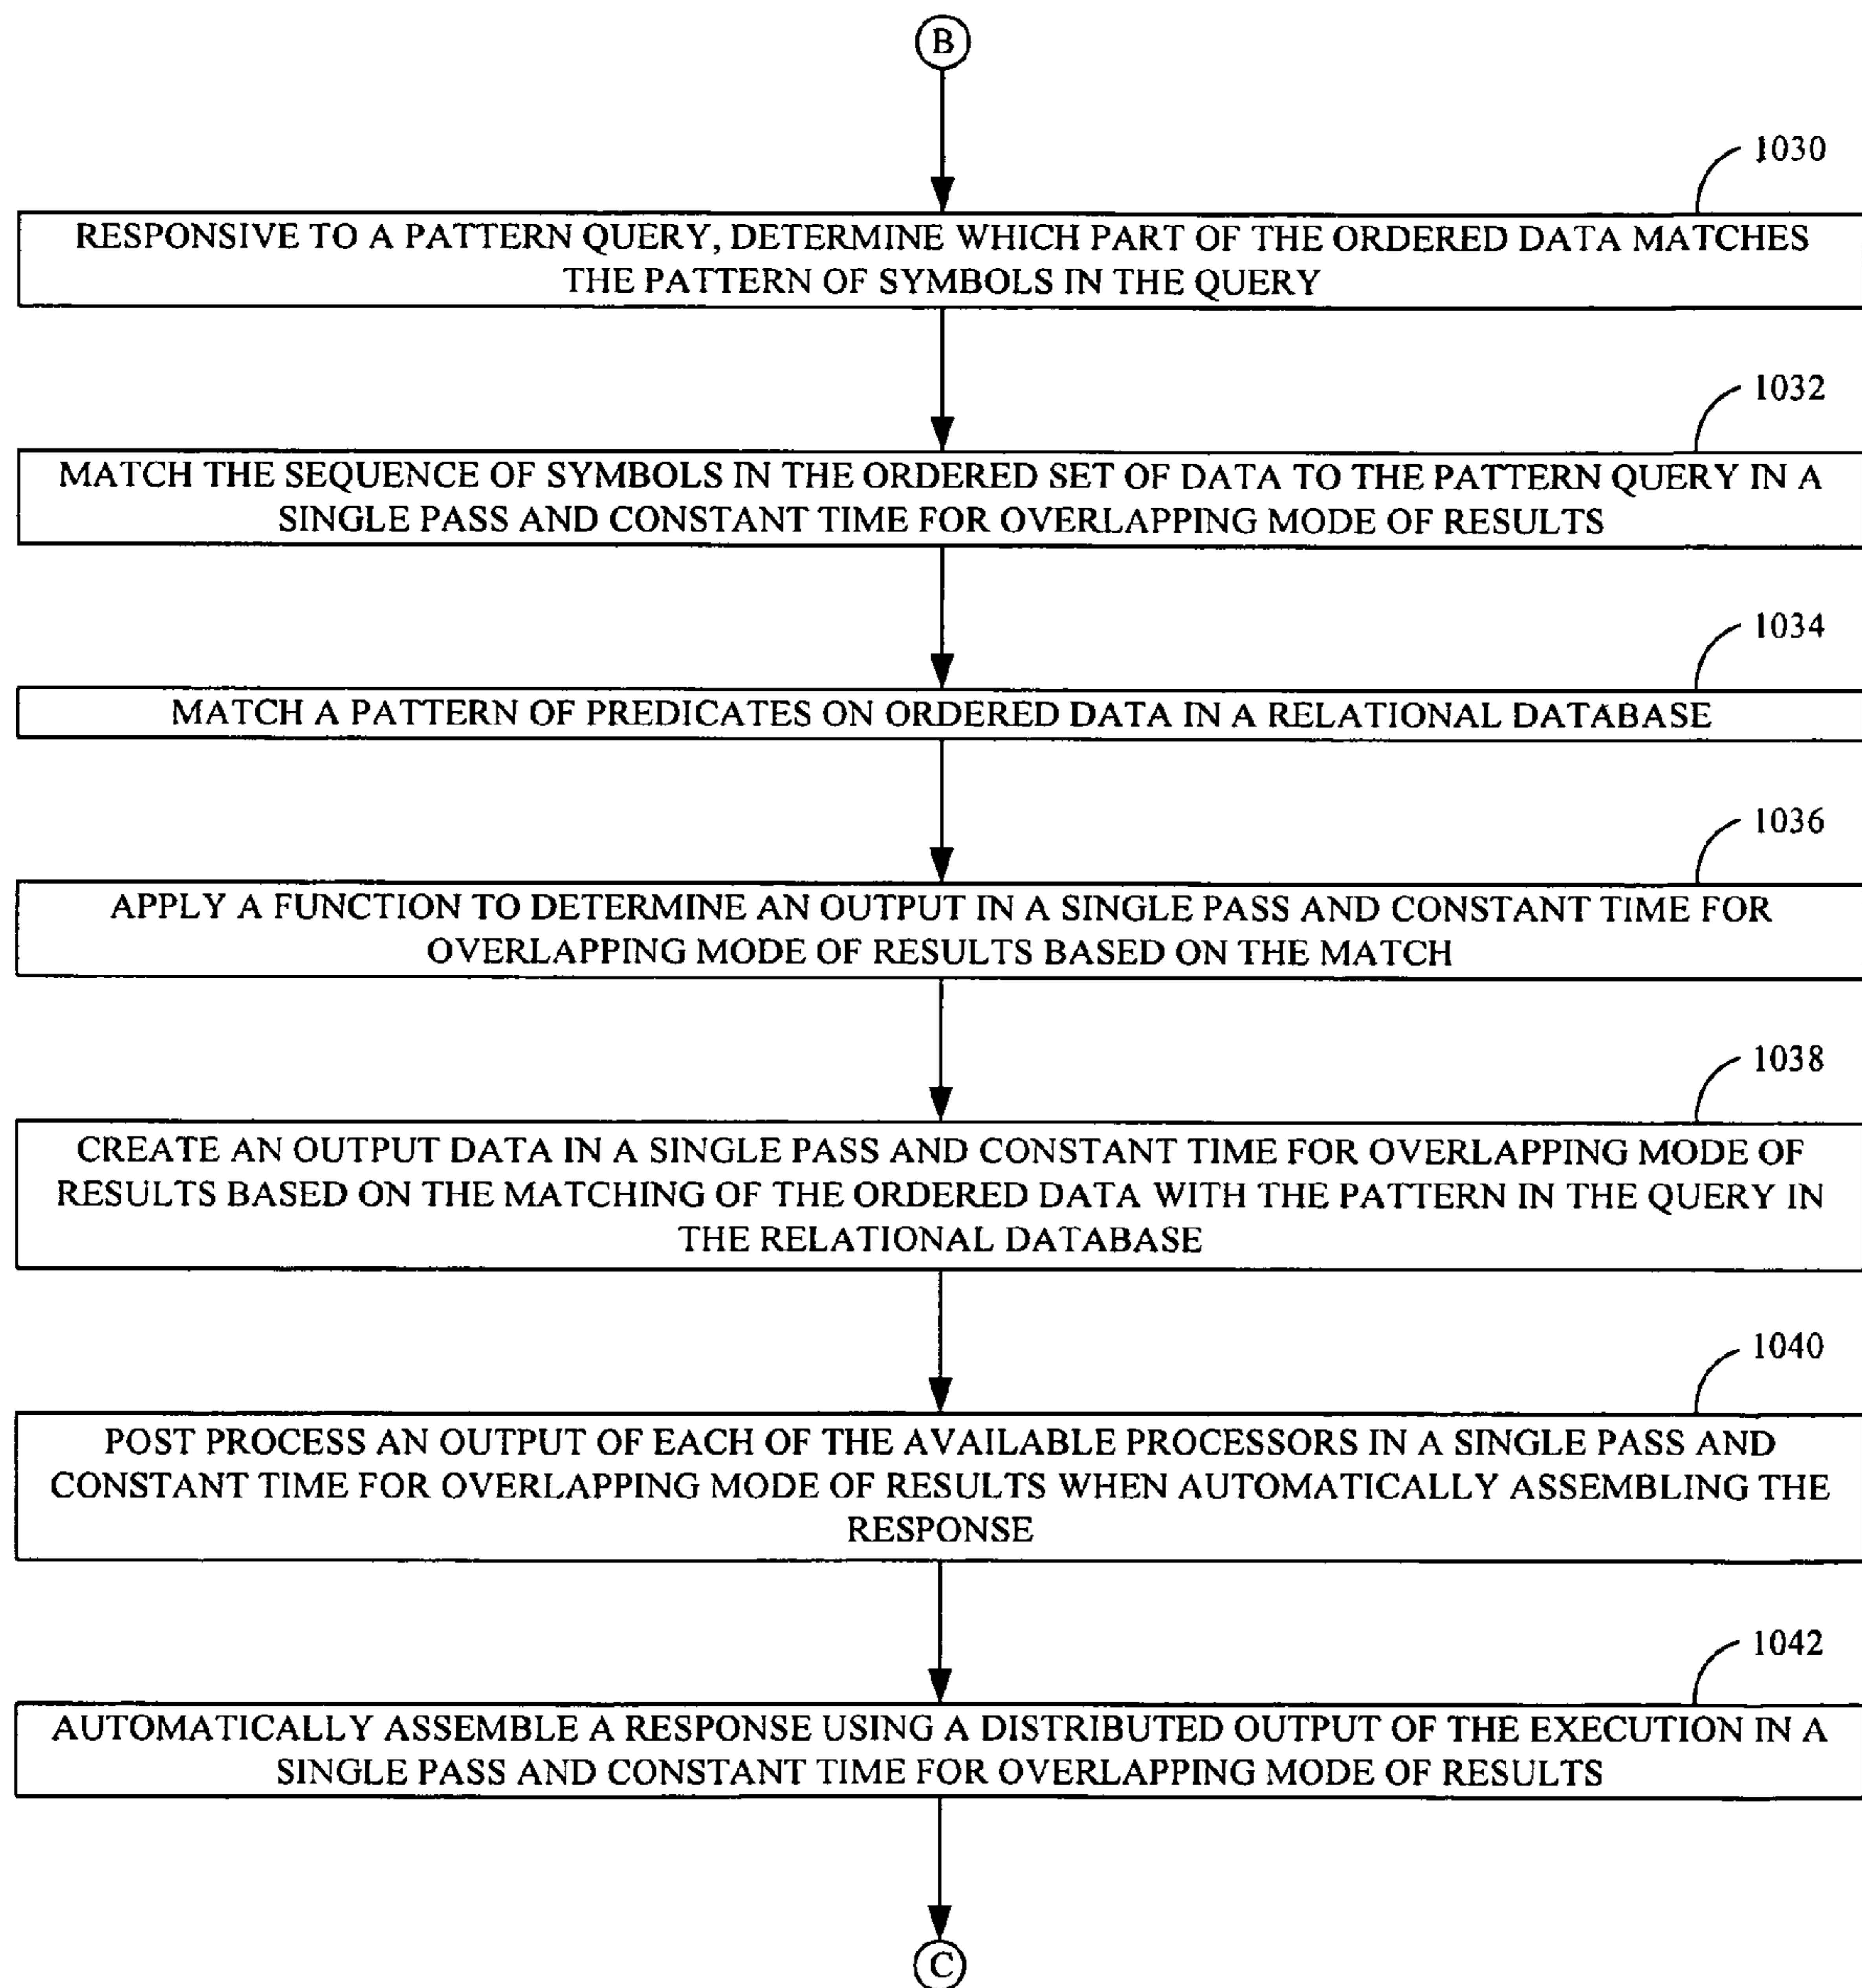 B
1030
RESPONSIVE TO A PATTERN QUERY, DETERMINE WHICH PART OF THE ORDERED DATA MATCHES
THE PATTERN OF SYMBOLS IN THE QUERY
1032
MATCH THE SEQUENCE OF SYMBOLS IN THE ORDERED SET OF DATA TO THE PATTERN QUERY IN A
SINGLE PASS AND CONSTANT TIME FOR OVERLAPPING MODE OF RESULTS
1034
MATCH A PATTERN OF PREDICATES ON ORDERED DATA IN A RELATIONAL DATABASE
1036
APPLY A FUNCTION TO DETERMINE AN OUTPUT IN A SINGLE PASS AND CONSTANT TIME FOR
OVERLAPPING MODE OF RESULTS BASED ON THE MATCH
1038
CREATE AN OUTPUT DATA IN A SINGLE PASS AND CONSTANT TIME FOR OVERLAPPING MODE OF
RESULTS BASED ON THE MATCHING OF THE ORDERED DATA WITH THE PATTERN IN THE QUERY IN
THE RELATIONAL DATABASE
1040
POST PROCESS AN OUTPUT OF EACH OF THE AVAILABLE PROCESSORS IN A SINGLE PASS AND
CONSTANT TIME FOR OVERLAPPING MODE OF RESULTS WHEN AUTOMATICALLY ASSEMBLING THE
RESPONSE
1042
AUTOMATICALLY ASSEMBLE A RESPONSE USING A DISTRIBUTED OUTPUT OF THE EXECUTION IN A
SINGLE PASS AND CONSTANT TIME FOR OVERLAPPING MODE OF RESULTS
C